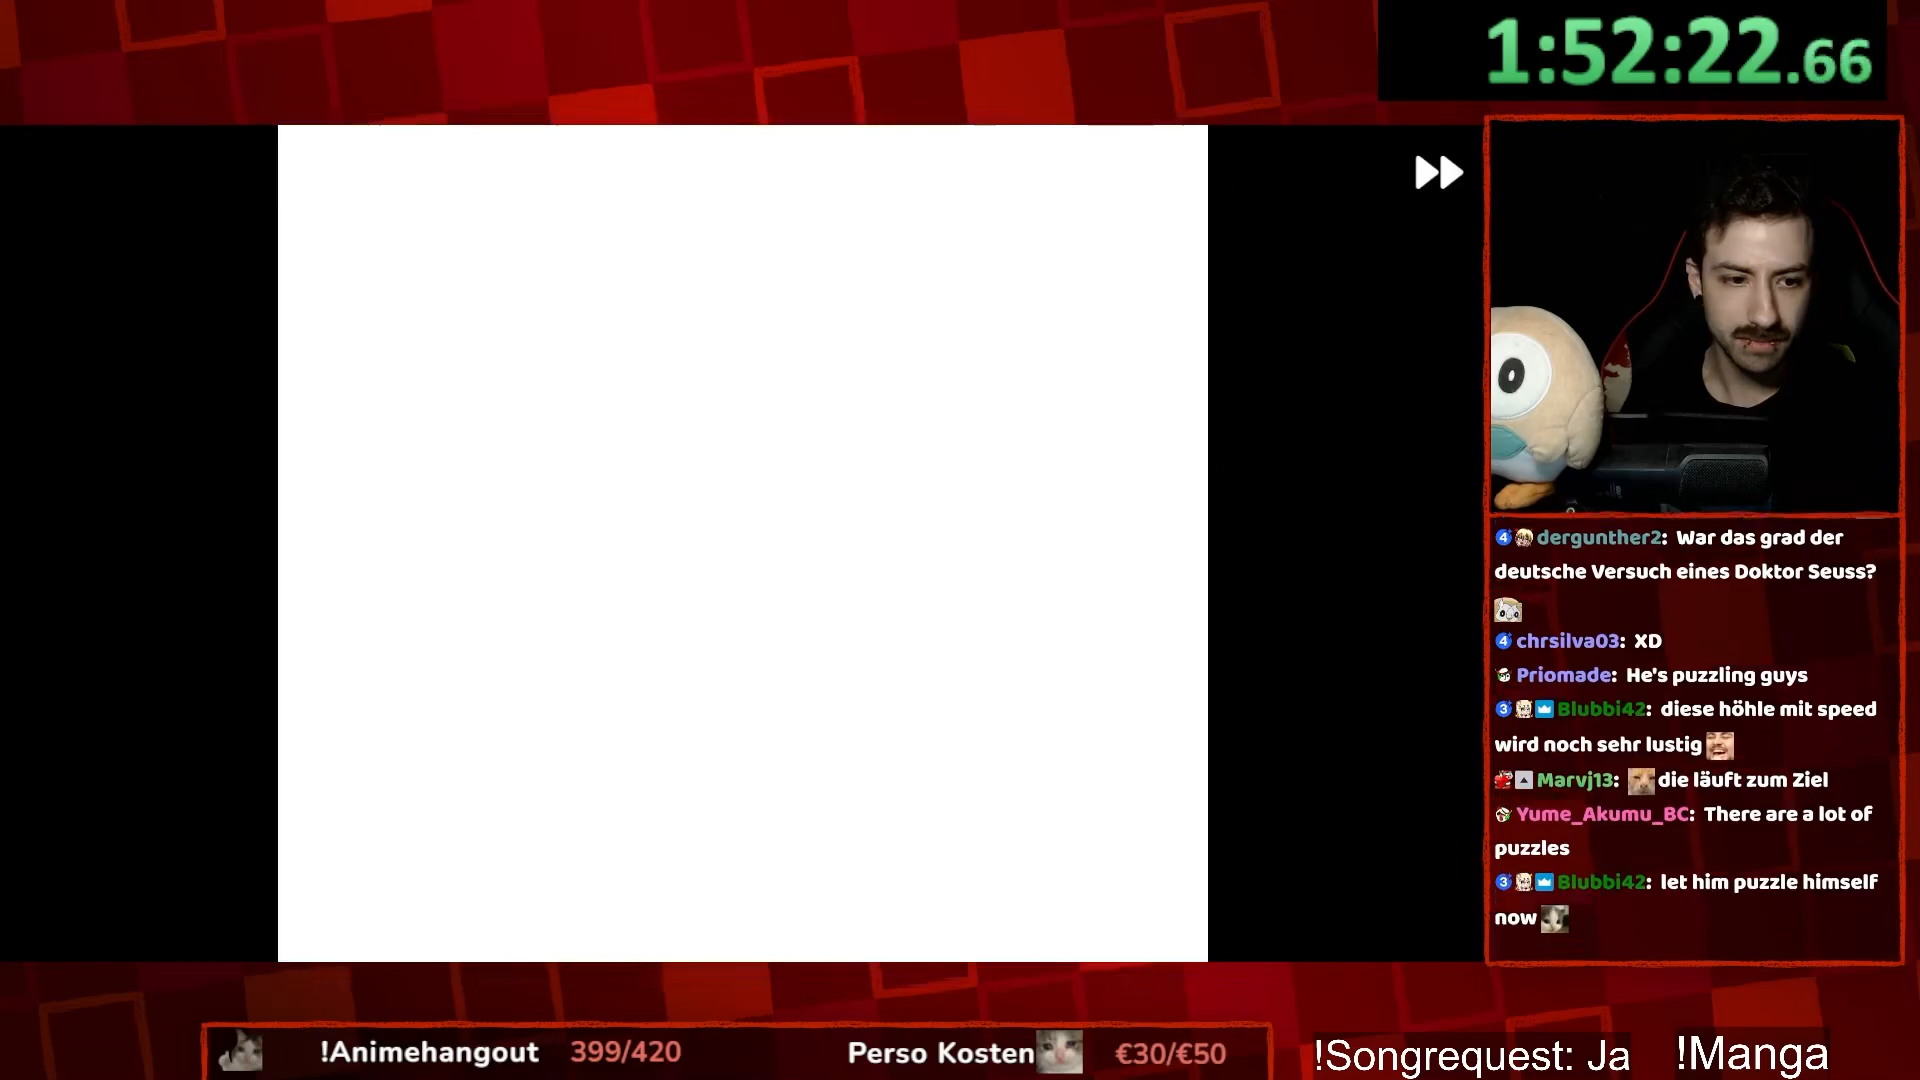 1:52:22.66
dergunther2: War das grad der
deutsche Versuch eines Doktor Seuss?
chrsilva03: XD
Priomade: He's puzzling guys
Blubbi42: diese höhle mit speed
wird noch sehr lustig
Marvj13: die läuft zum Ziel
Yume_Akumu_BC: There are a lot of
puzzles
Blubbi42: let him puzzle himself
now
!Animehangout 399/420 Perso Kosten €30/€50 !Songrequest: Ja !Manga